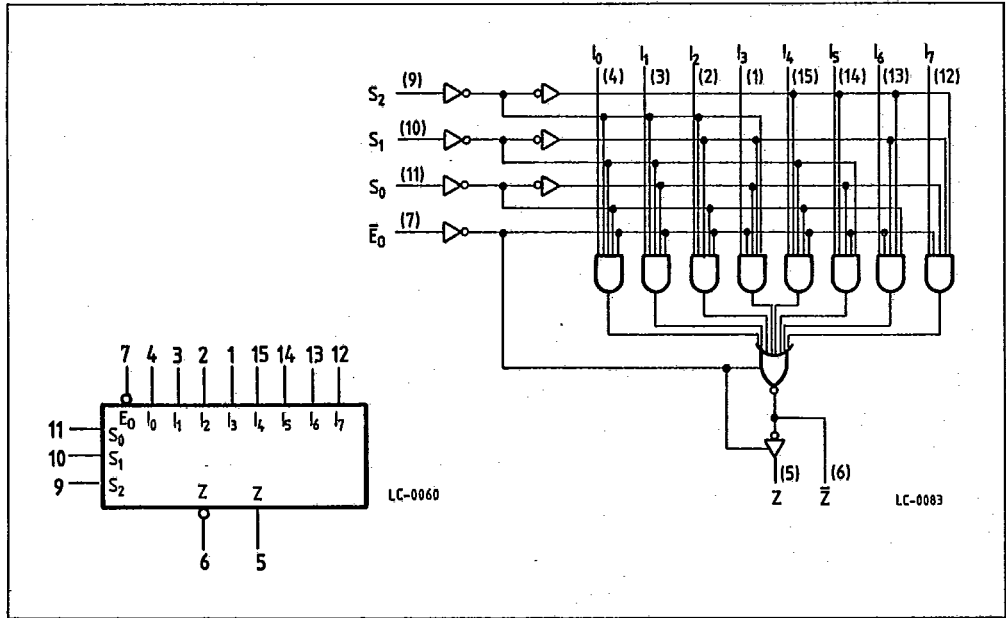 I₀ I₁ I₂ I₃ I₄ I₅ I₆ I₇
(4) (3) (2) (1) (15) (14) (13) (12)
S₂ (9)
S₁ (10)
S₀ (11)
E̅₀ (7)
(5) (6)
Z Z̅
LC-0083
7 4 3 2 1 15 14 13 12
E₀ I₀ I₁ I₂ I₃ I₄ I₅ I₆ I₇
11 S₀
10 S₁
9 S₂
Z Z
LC-0060
6 5